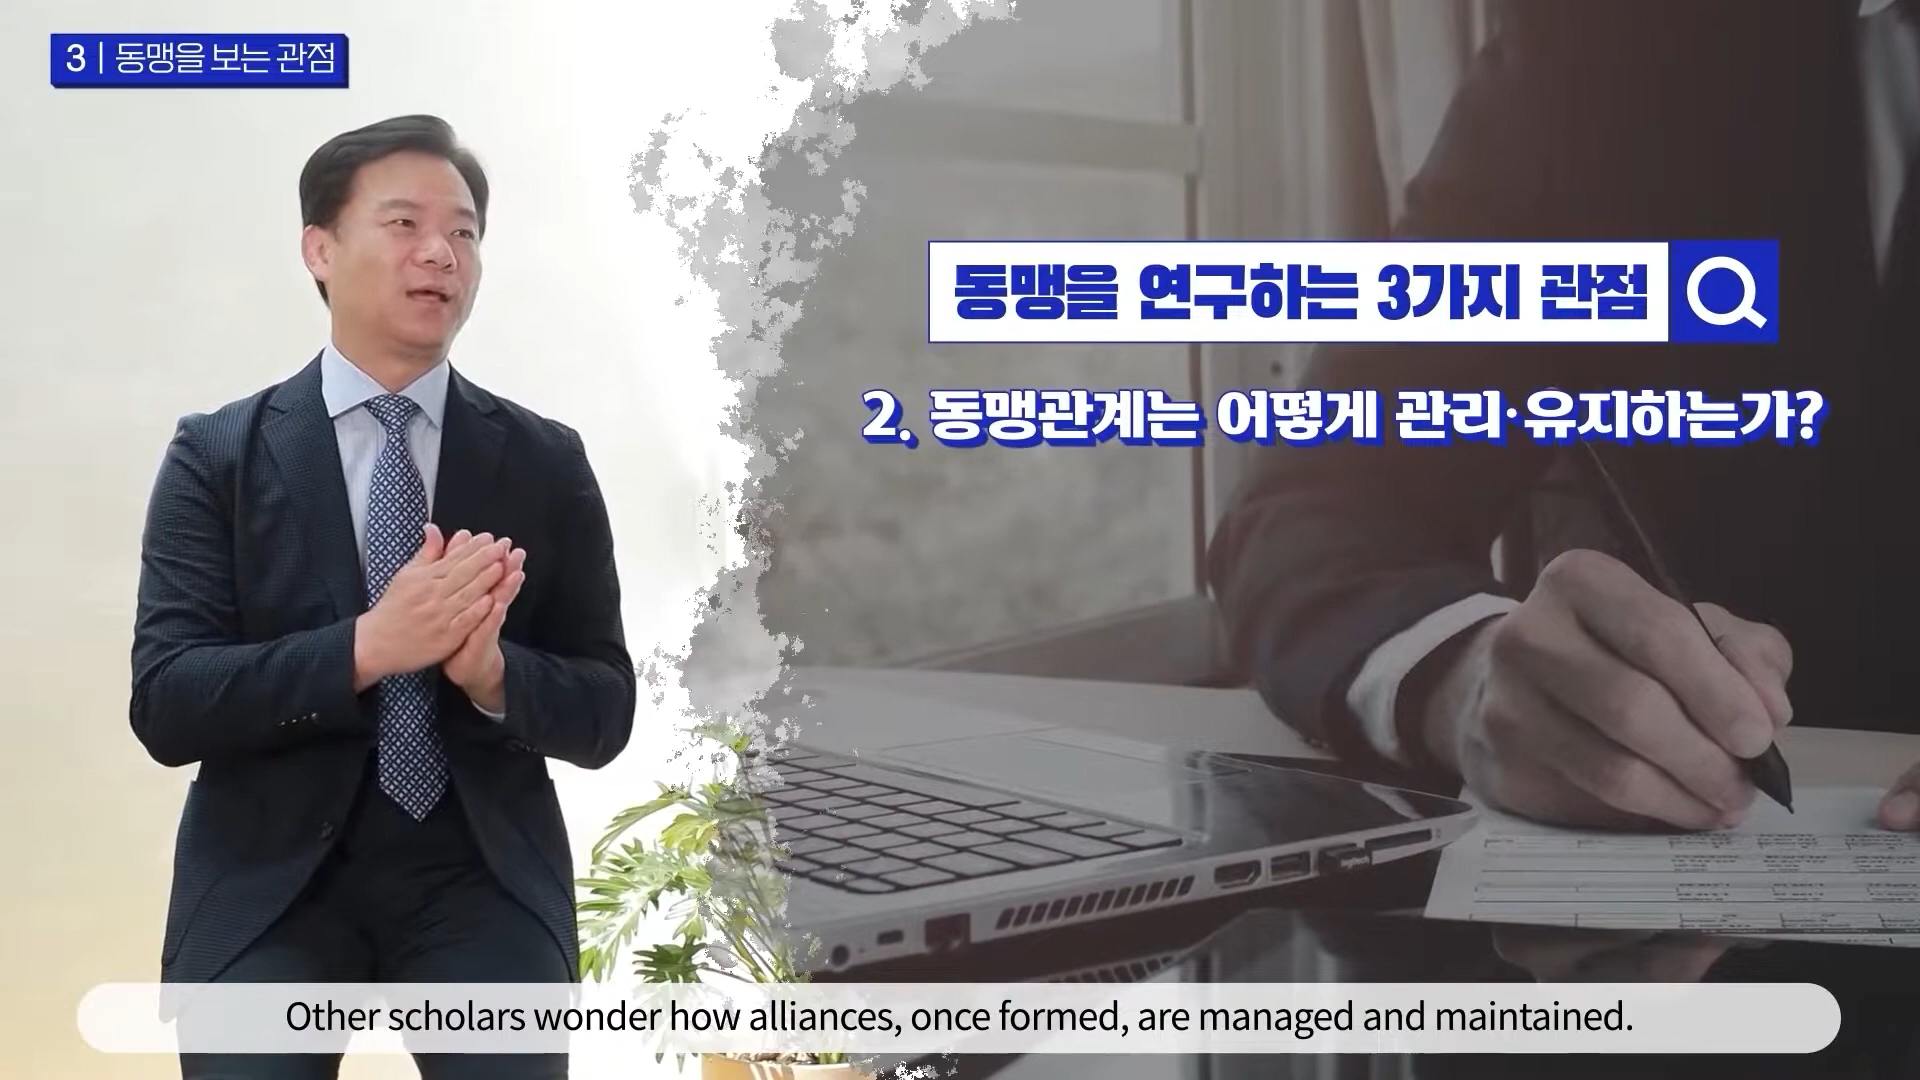 3 | 동맹을 보는 관점
동맹을 연구하는 3가지 관점
2. 동맹관계는 어떻게 관리·유지하는가?
logitech
Other scholars wonder how alliances, once formed, are managed and maintained.